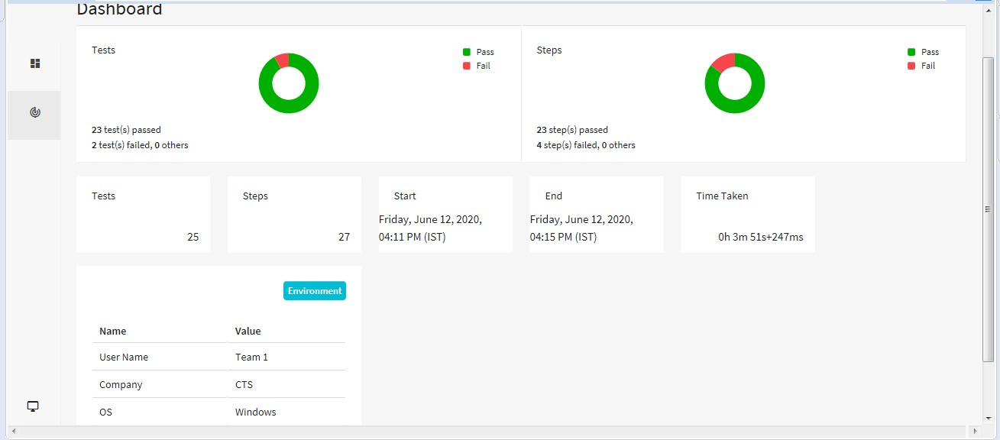 Dashboard
Tests
Pass
Fail
23 test(s) passed
2 test(s) failed, 0 others
Steps
Pass
Fail
23 step(s) passed
4 step(s) failed, 0 others
Tests
25
Steps
27
Start
Friday, June 12, 2020,
04:11 PM (IST)
End
Friday, June 12, 2020,
04:15 PM (IST)
Time Taken
0h 3m 51s+247ms
Environment
Name Value
User Name Team 1
Company CTS
OS Windows